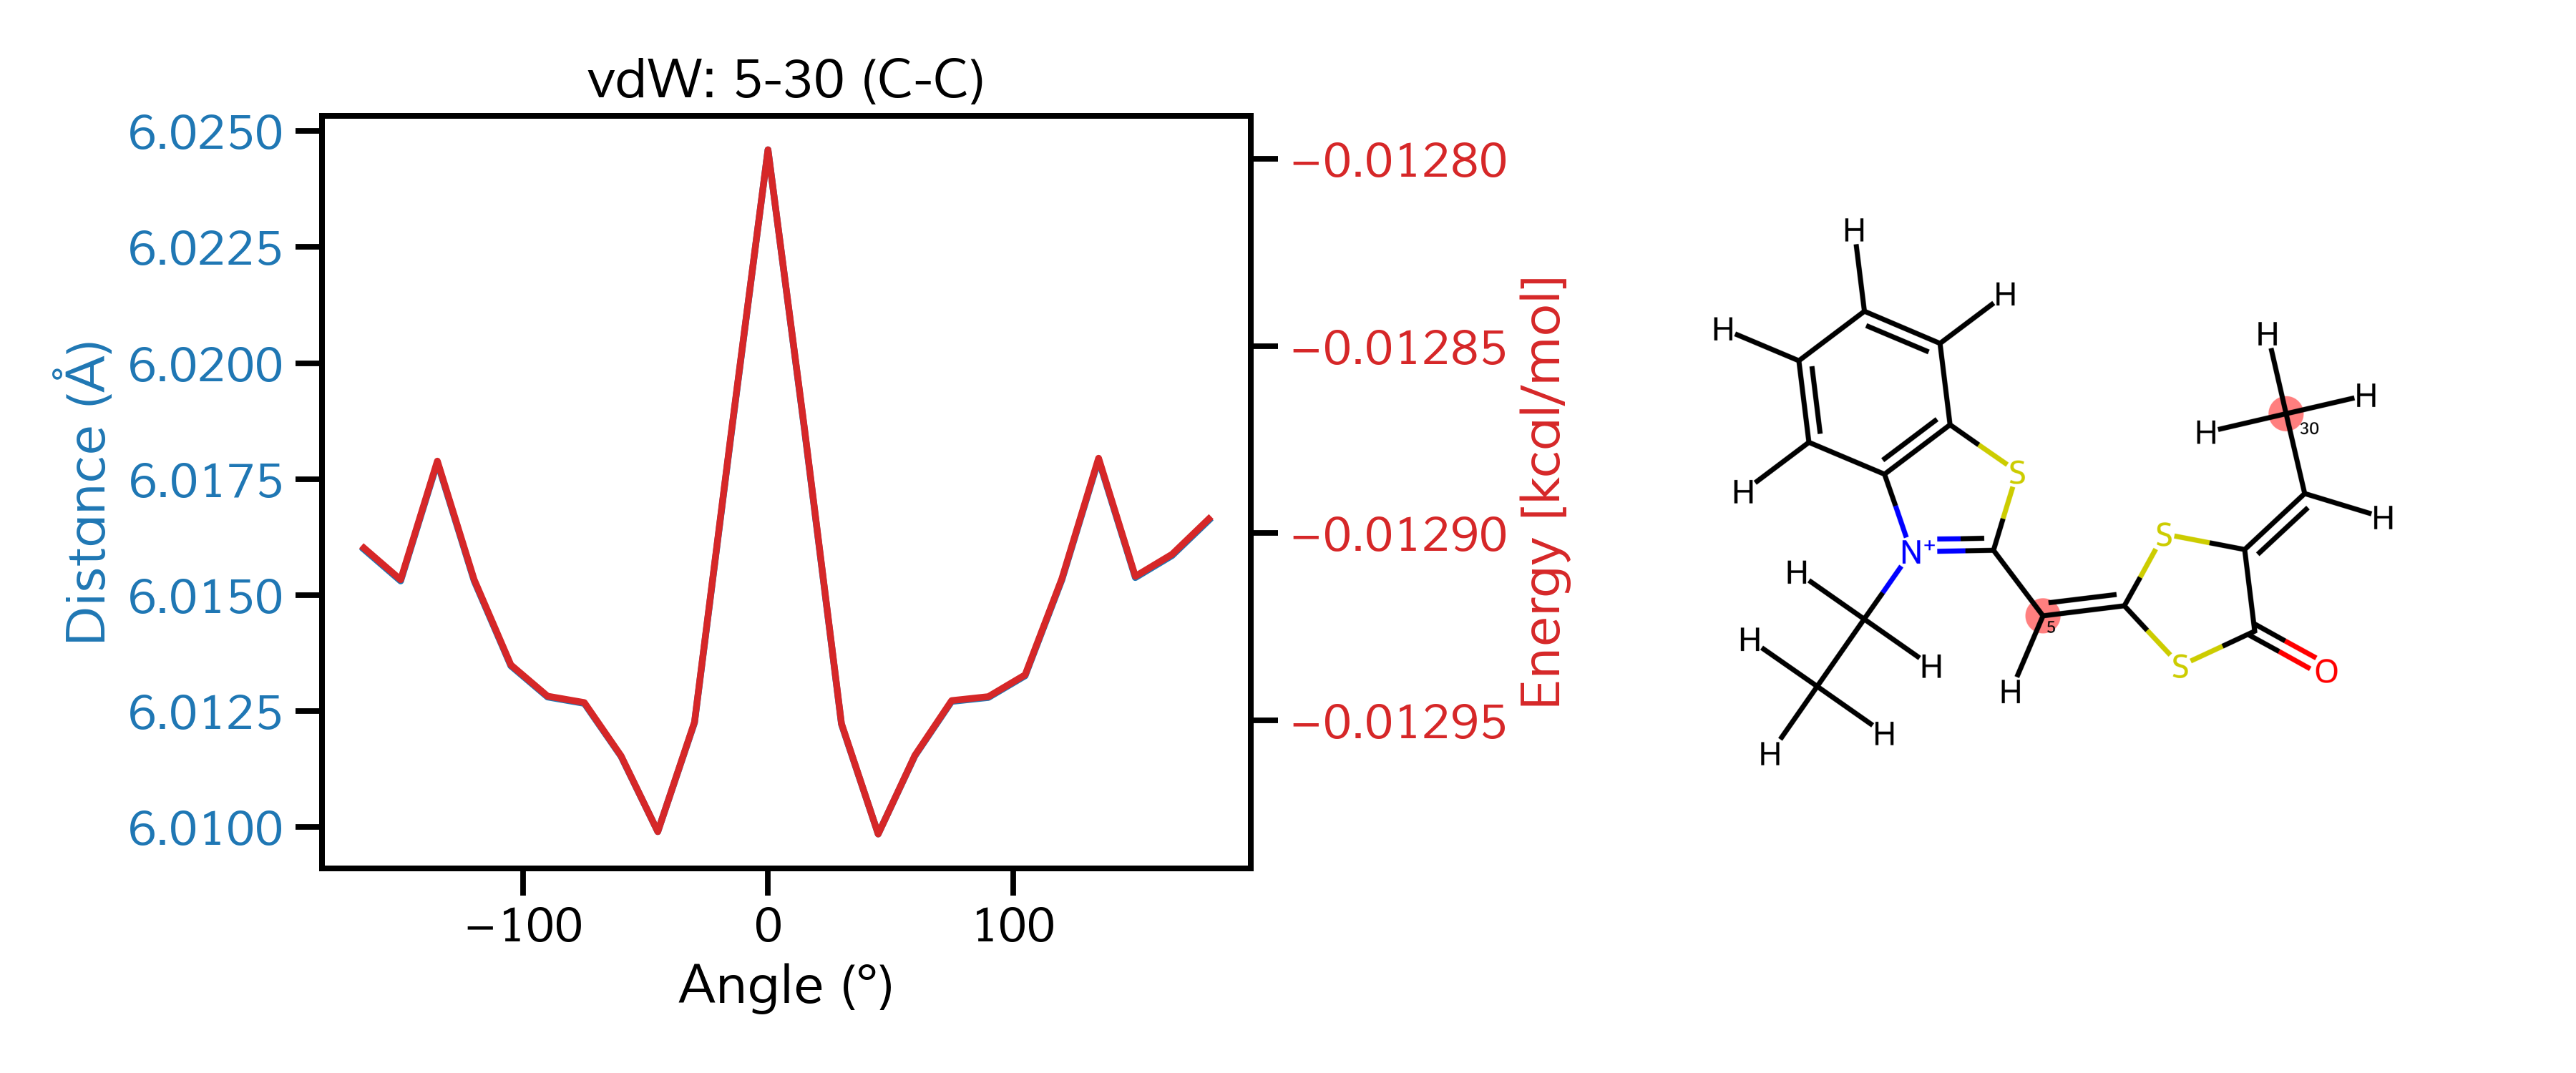 vdW: 5-30 (C-C)
6.0250
6.0225
6.0200
6.0175
6.0150
6.0125
6.0100
Distance (Å)
−100
0
100
Angle (°)
−0.01280
−0.01285
−0.01290
−0.01295
Energy [kcal/mol]
H
H
H
H
H
H
30
H
H
S
S
N+
H
H
5
H
H
S
O
H
H
H